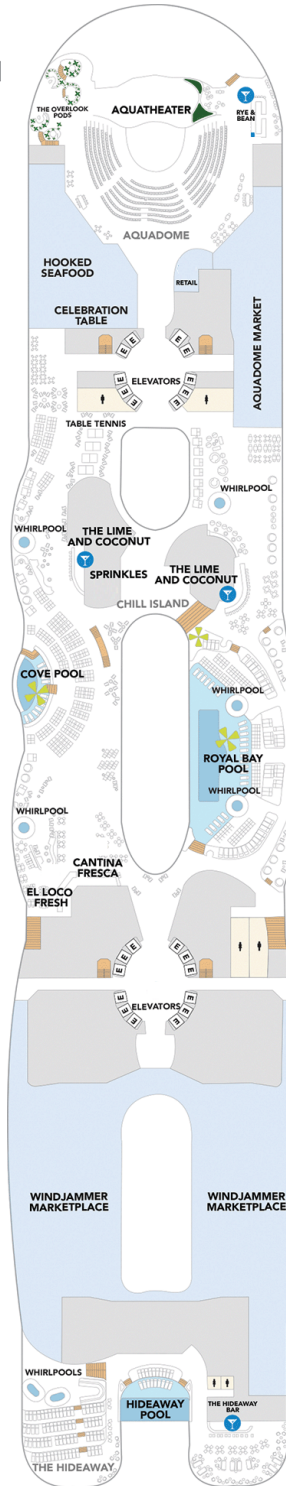 THE OVERLOOK
PODS
AQUATHEATER
RYE &
BEAN
AQUADOME
HOOKED
SEAFOOD
RETAIL
CELEBRATION
TABLE
AQUADOME MARKET
E E E
E E E
ELEVATORS
E E E
E E E
TABLE TENNIS
WHIRLPOOL
WHIRLPOOL
THE LIME
AND COCONUT
SPRINKLES
THE LIME
AND COCONUT
CHILL ISLAND
COVE POOL
WHIRLPOOL
ROYAL BAY
POOL
WHIRLPOOL
WHIRLPOOL
CANTINA
FRESCA
EL LOCO
FRESH
E E E
E E E
ELEVATORS
E E E
E E E
WINDJAMMER
MARKETPLACE
WINDJAMMER
MARKETPLACE
WHIRLPOOLS
HIDEAWAY
POOL
THE HIDEAWAY
BAR
THE HIDEAWAY